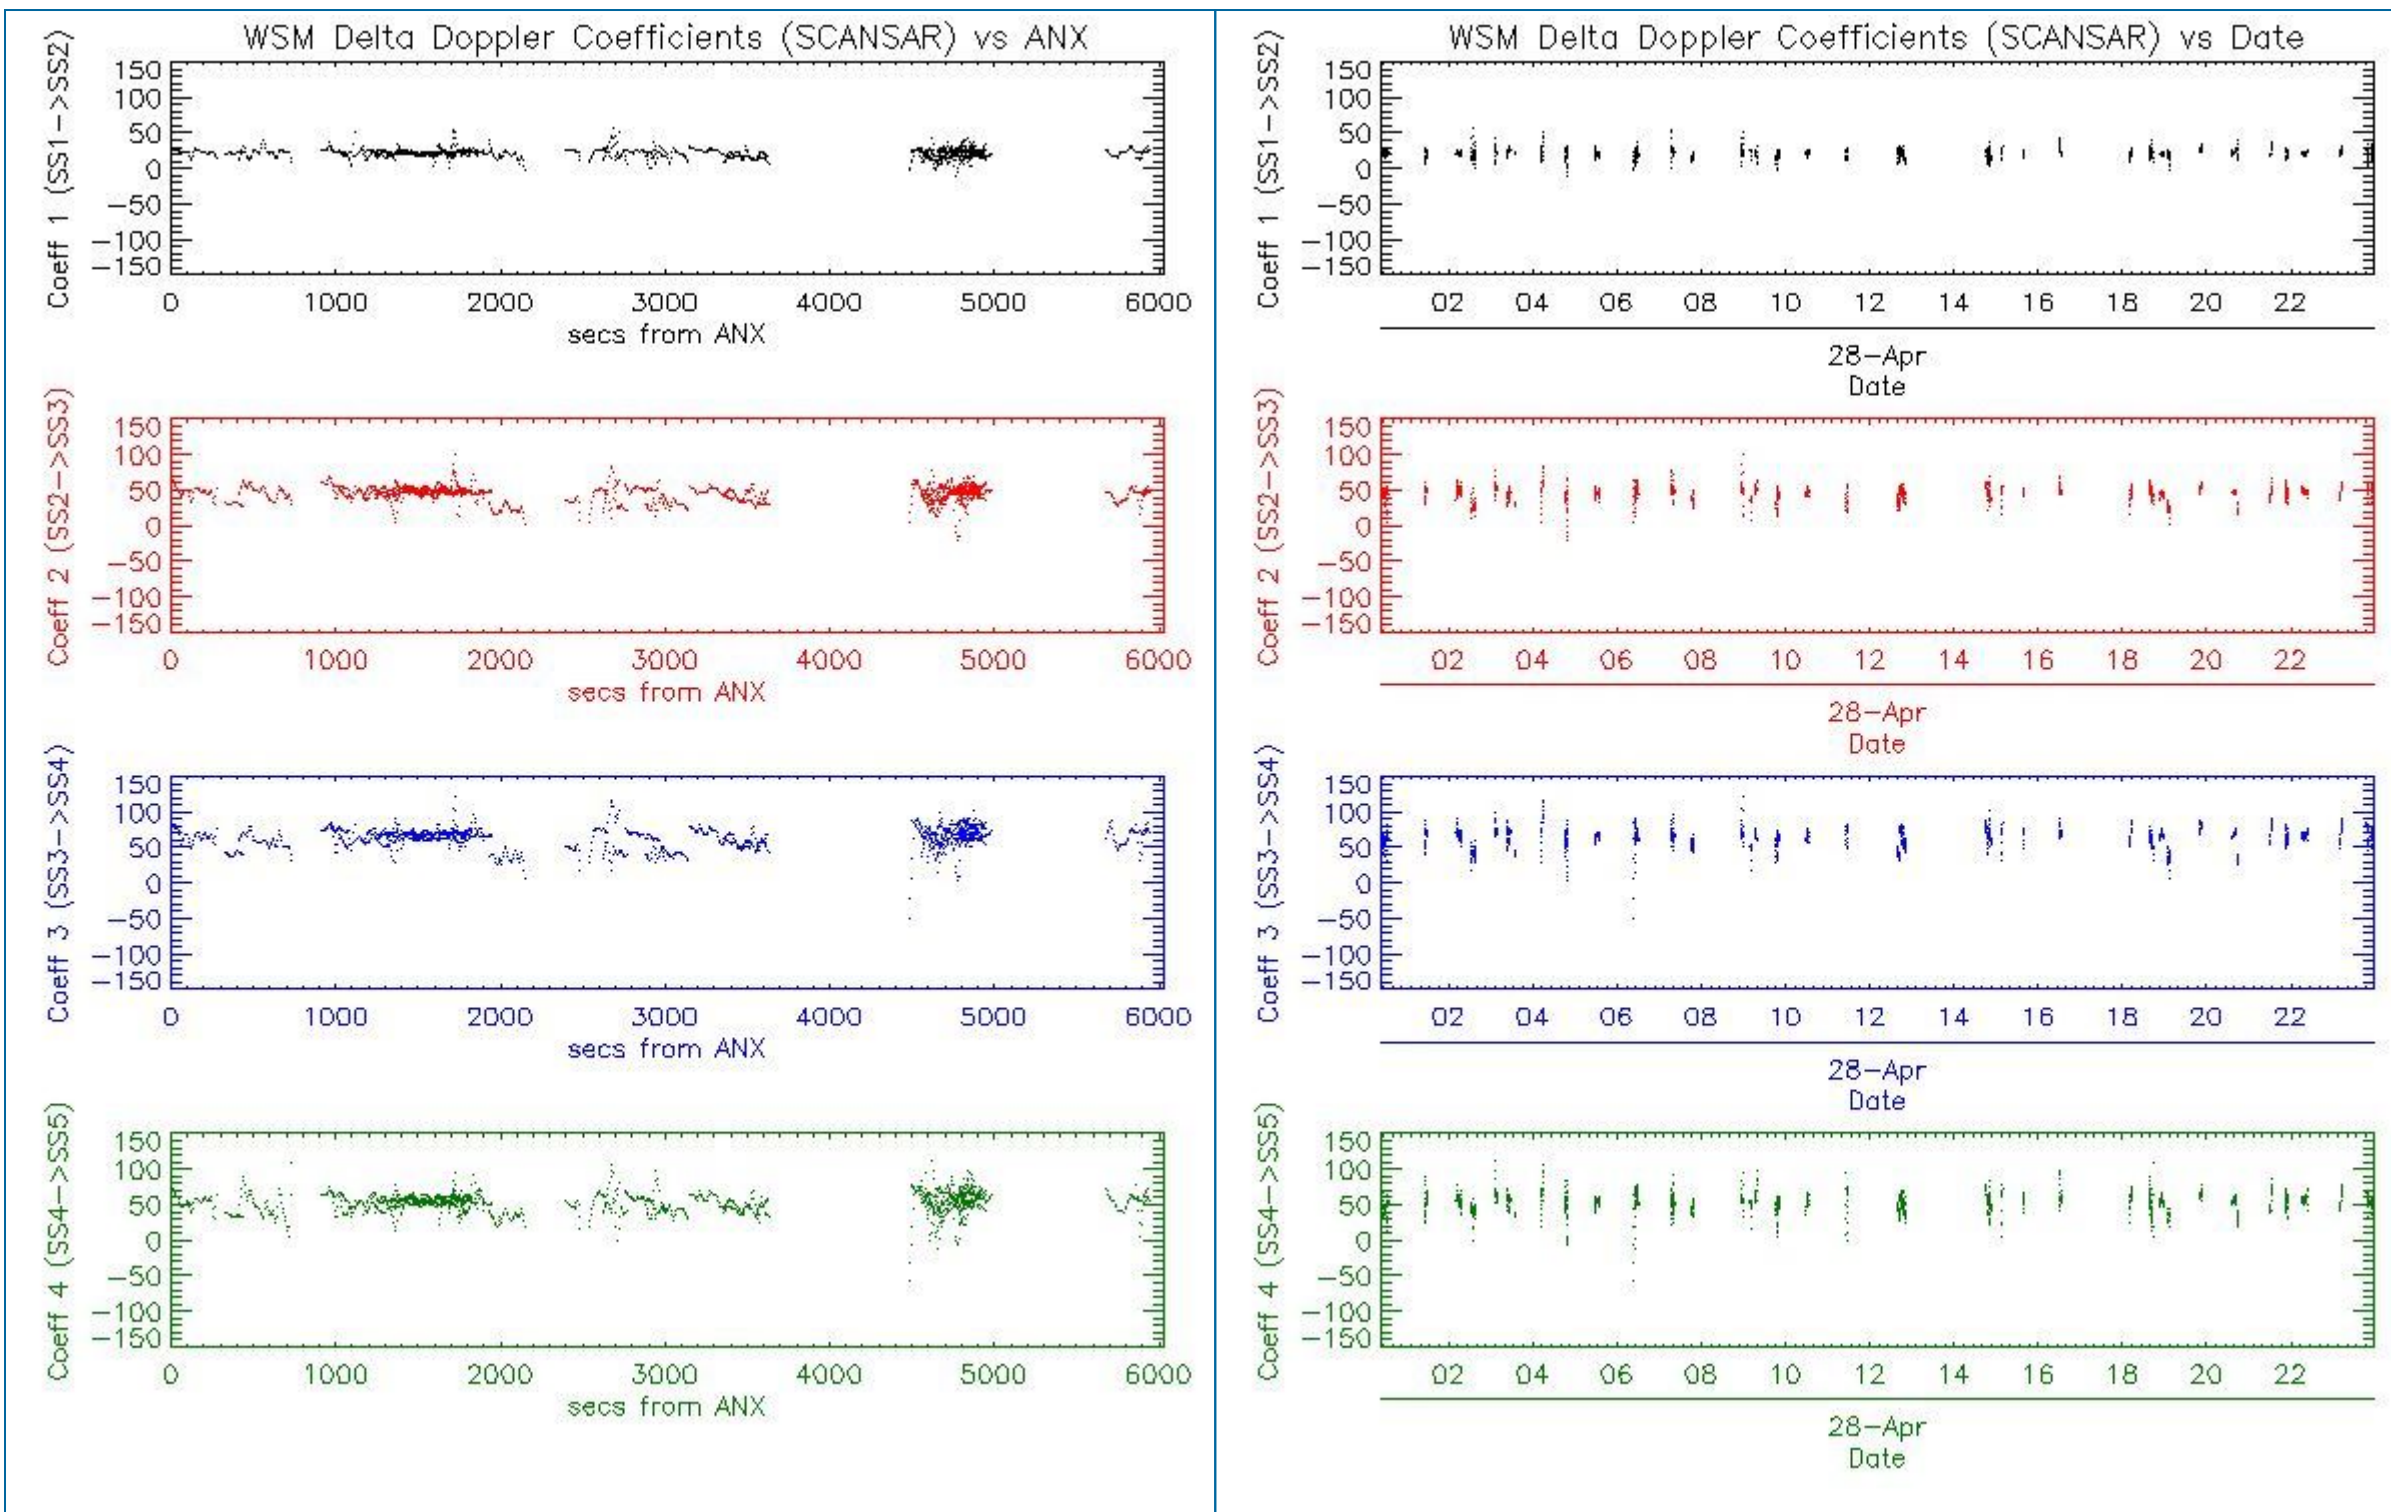 WSM Delta Doppler Coefficients (SCANSAR) vs ANX
Coeff 1 (SS1->SS2)
150
100
50
0
-50
-100
-150
0 1000 2000 3000 4000 5000 6000
secs from ANX
Coeff 2 (SS2->SS3)
150
100
50
0
-50
-100
-150
0 1000 2000 3000 4000 5000 6000
secs from ANX
Coeff 3 (SS3->SS4)
150
100
50
0
-50
-100
-150
0 1000 2000 3000 4000 5000 6000
secs from ANX
Coeff 4 (SS4->SS5)
150
100
50
0
-50
-100
-150
0 1000 2000 3000 4000 5000 6000
secs from ANX
WSM Delta Doppler Coefficients (SCANSAR) vs Date
Coeff 1 (SS1->SS2)
150
100
50
0
-50
-100
-150
02 04 06 08 10 12 14 16 18 20 22
28-Apr
Date
Coeff 2 (SS2->SS3)
150
100
50
0
-50
-100
-150
02 04 06 08 10 12 14 16 18 20 22
28-Apr
Date
Coeff 3 (SS3->SS4)
150
100
50
0
-50
-100
-150
02 04 06 08 10 12 14 16 18 20 22
28-Apr
Date
Coeff 4 (SS4->SS5)
150
100
50
0
-50
-100
-150
02 04 06 08 10 12 14 16 18 20 22
28-Apr
Date